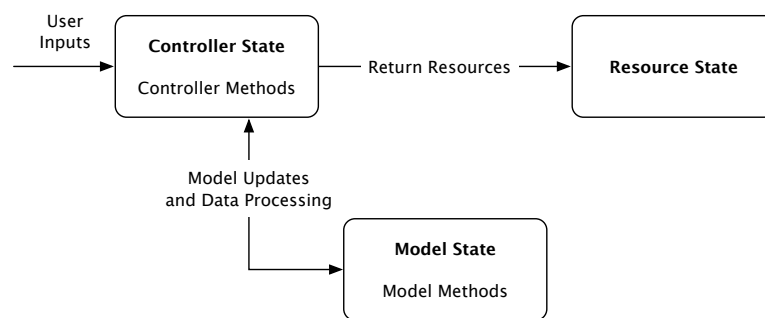 User
Inputs
Controller State
Controller Methods
Return Resources
Resource State
Model Updates
and Data Processing
Model State
Model Methods